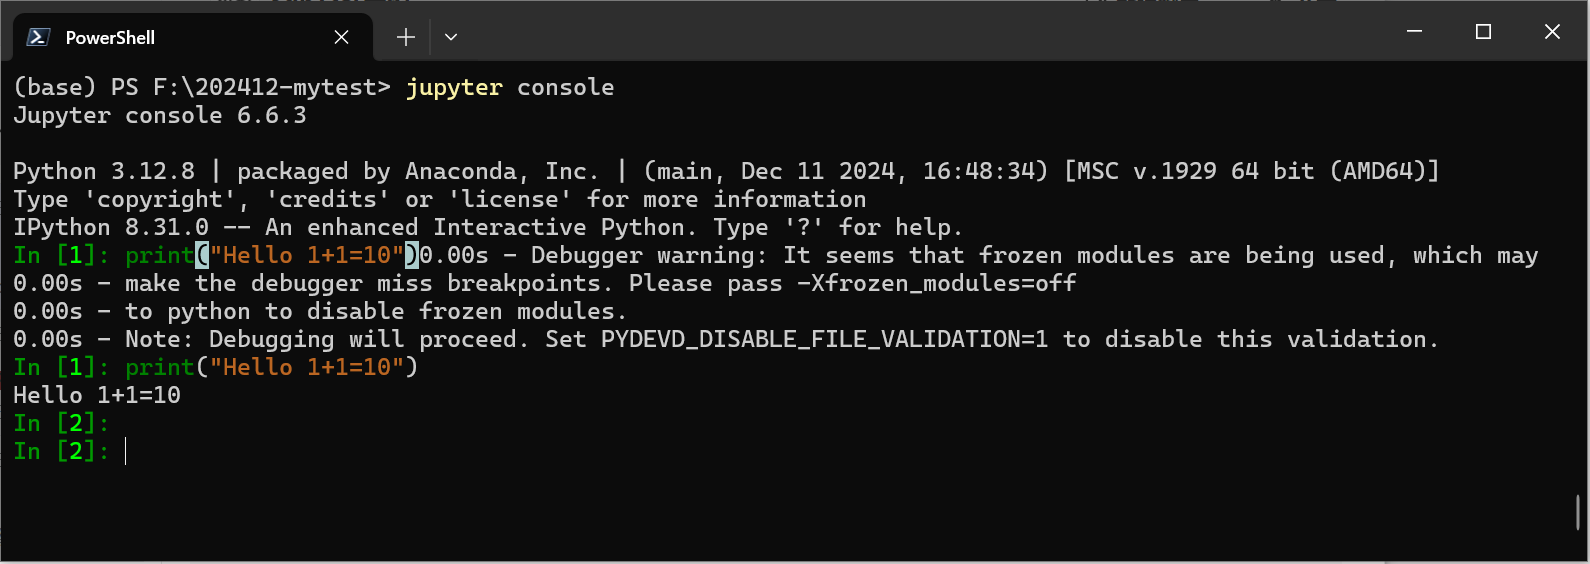 PowerShell
(base) PS F:\202412-mytest> jupyter console
Jupyter console 6.6.3
Python 3.12.8 | packaged by Anaconda, Inc. | (main, Dec 11 2024, 16:48:34) [MSC v.1929 64 bit (AMD64)]
Type 'copyright', 'credits' or 'license' for more information
IPython 8.31.0 -- An enhanced Interactive Python. Type '?' for help.
In [1]: print("Hello 1+1=10")0.00s - Debugger warning: It seems that frozen modules are being used, which may
0.00s - make the debugger miss breakpoints. Please pass -Xfrozen_modules=off
0.00s - to python to disable frozen modules.
0.00s - Note: Debugging will proceed. Set PYDEVD_DISABLE_FILE_VALIDATION=1 to disable this validation.
In [1]: print("Hello 1+1=10")
Hello 1+1=10
In [2]:
In [2]: